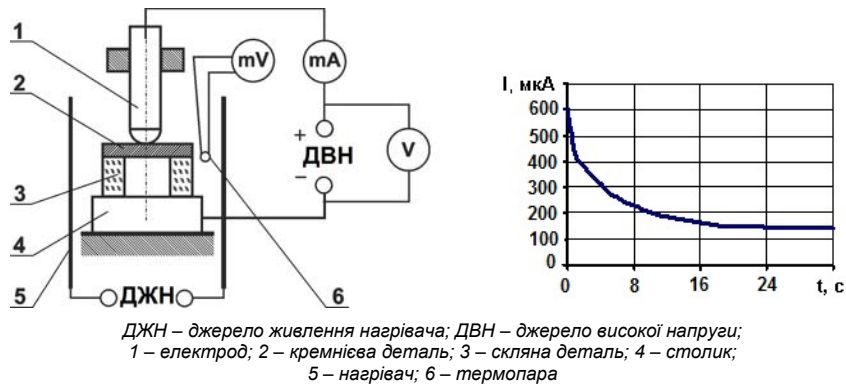 1
2
3
4
5
6
mV
mA
V
+
ДВН
–
ДЖН
I, мкА
600
500
400
300
200
100
0
0 8 16 24 t, с
ДЖН – джерело живлення нагрівача; ДВН – джерело високої напруги;
1 – електрод; 2 – кремнієва деталь; 3 – скляна деталь; 4 – столик;
5 – нагрівач; 6 – термопара